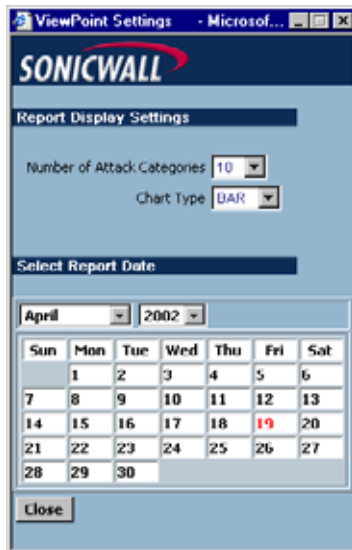 ViewPoint Settings - Microsof...
SONICWALL
Report Display Settings
Number of Attack Categories 10
Chart Type BAR
Select Report Date
April 2002
Sun Mon Tue Wed Thu Fri Sat
1 2 3 4 5 6
7 8 9 10 11 12 13
14 15 16 17 18 19 20
21 22 23 24 25 26 27
28 29 30
Close